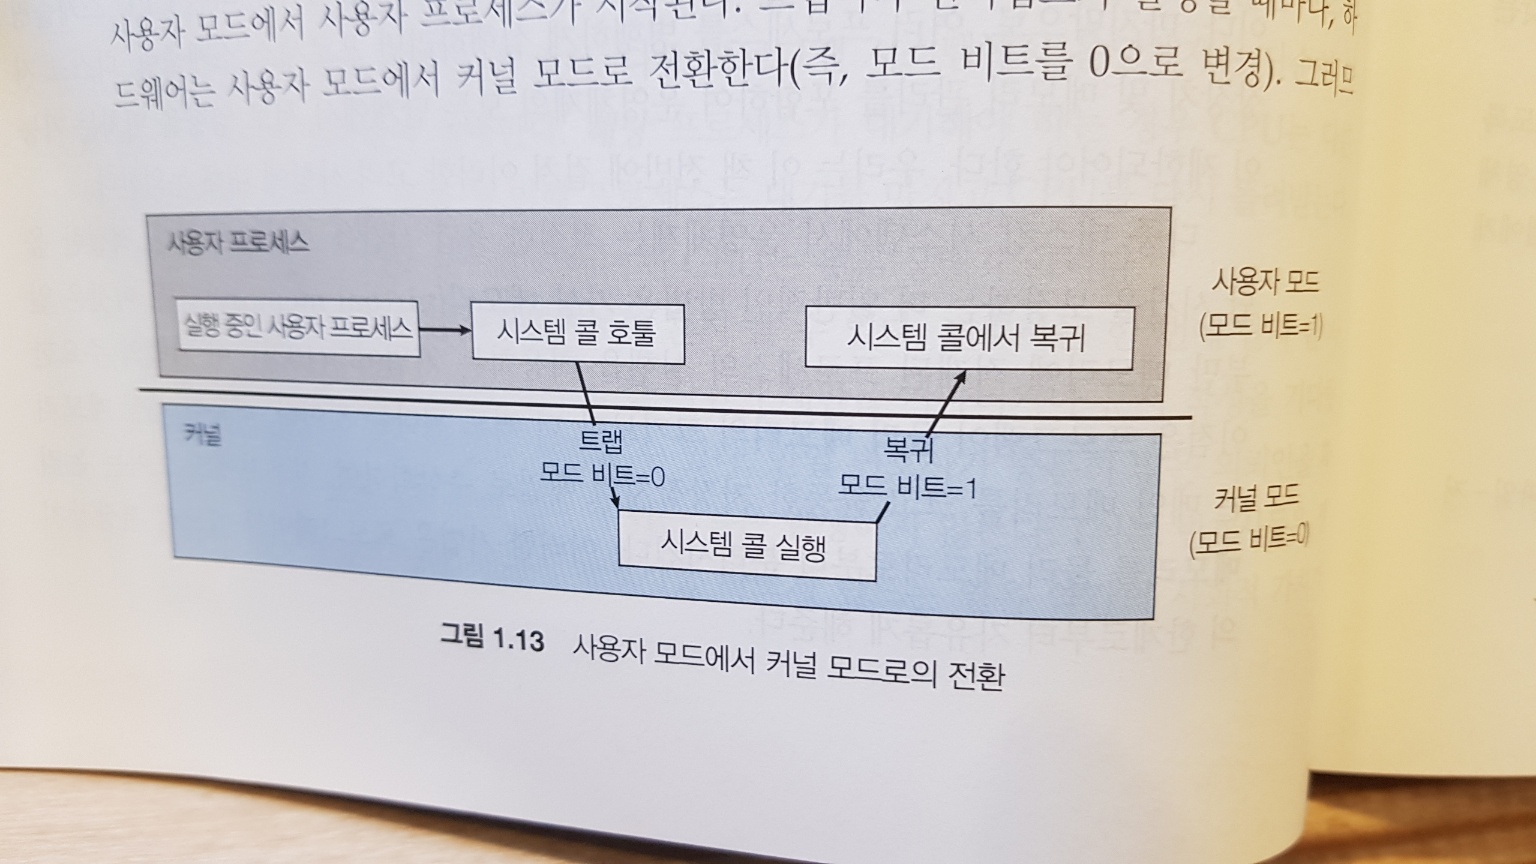 사용자 모드에서 사용자 프로세스가 시작된다. 때마다, 하
드웨어는 사용자 모드에서 커널 모드로 전환한다(즉, 모드 비트를 0으로 변경). 그러므
사용자 프로세스
실행 중인 사용자 프로세스
시스템 콜 호툴
시스템 콜에서 복귀
사용자 모드
(모드 비트=1)
커널
트랩
모드 비트=0
복귀
모드 비트=1
시스템 콜 실행
커널 모드
(모드 비트=0)
그림 1.13 사용자 모드에서 커널 모드로의 전환